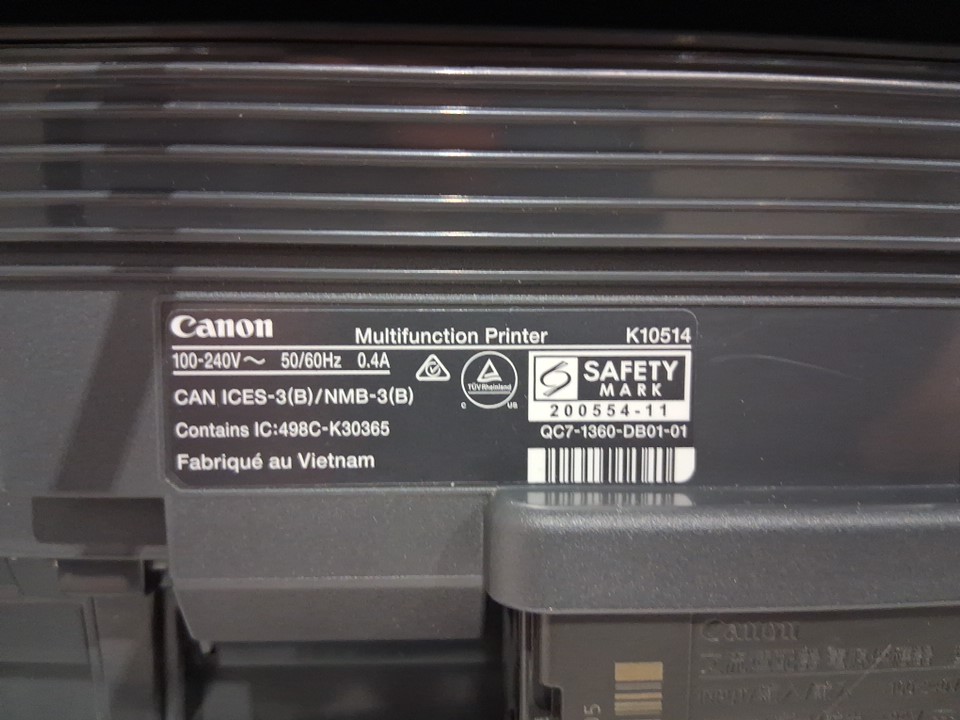 Canon
Multifunction Printer
K10514
100-240V～ 50/60Hz 0.4A
TÜVRheinland
C US
SAFETY
MARK
200554-11
CAN ICES-3(B)/NMB-3(B)
Contains IC:498C-K30365
QC7-1360-DB01-01
Fabriqué au Vietnam
Canon